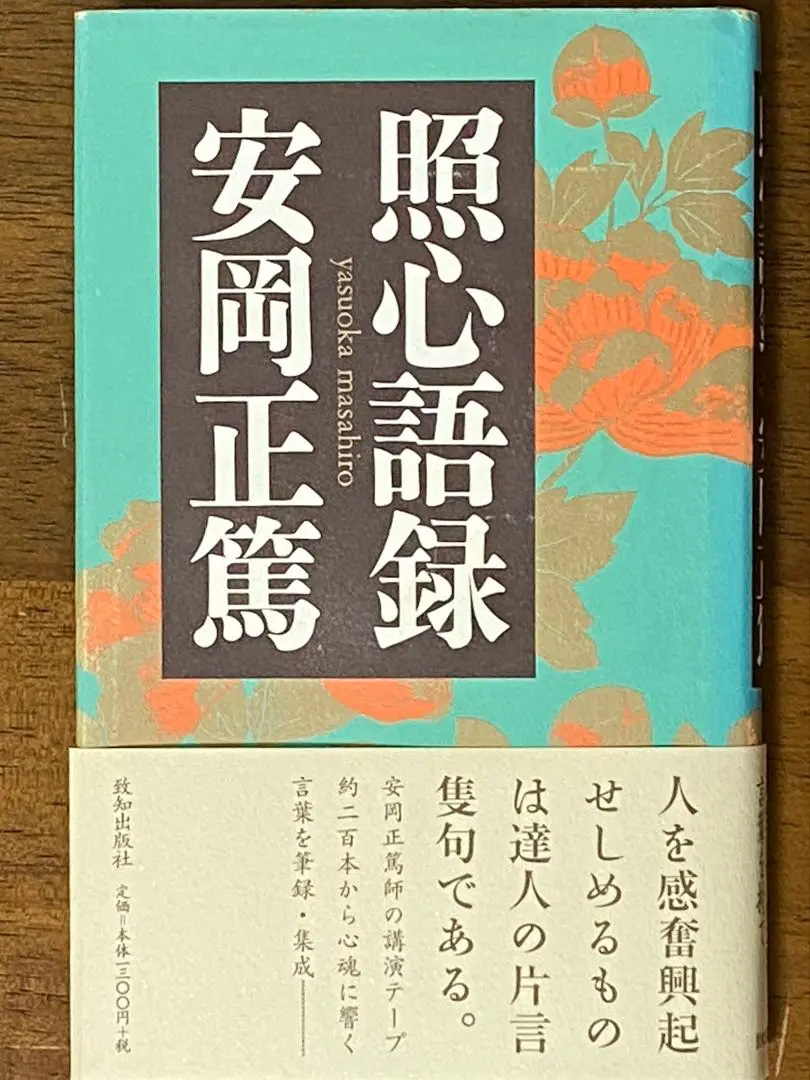 照心語録
yasuoka masahiro
安岡正篤
人を感奮興起
せしめるもの
は達人の片言
隻句である。
安岡正篤師の講演テープ
約二百本から心魂に響く
言葉を筆録・集成――
致知出版社 定価=本体一三〇〇円+税